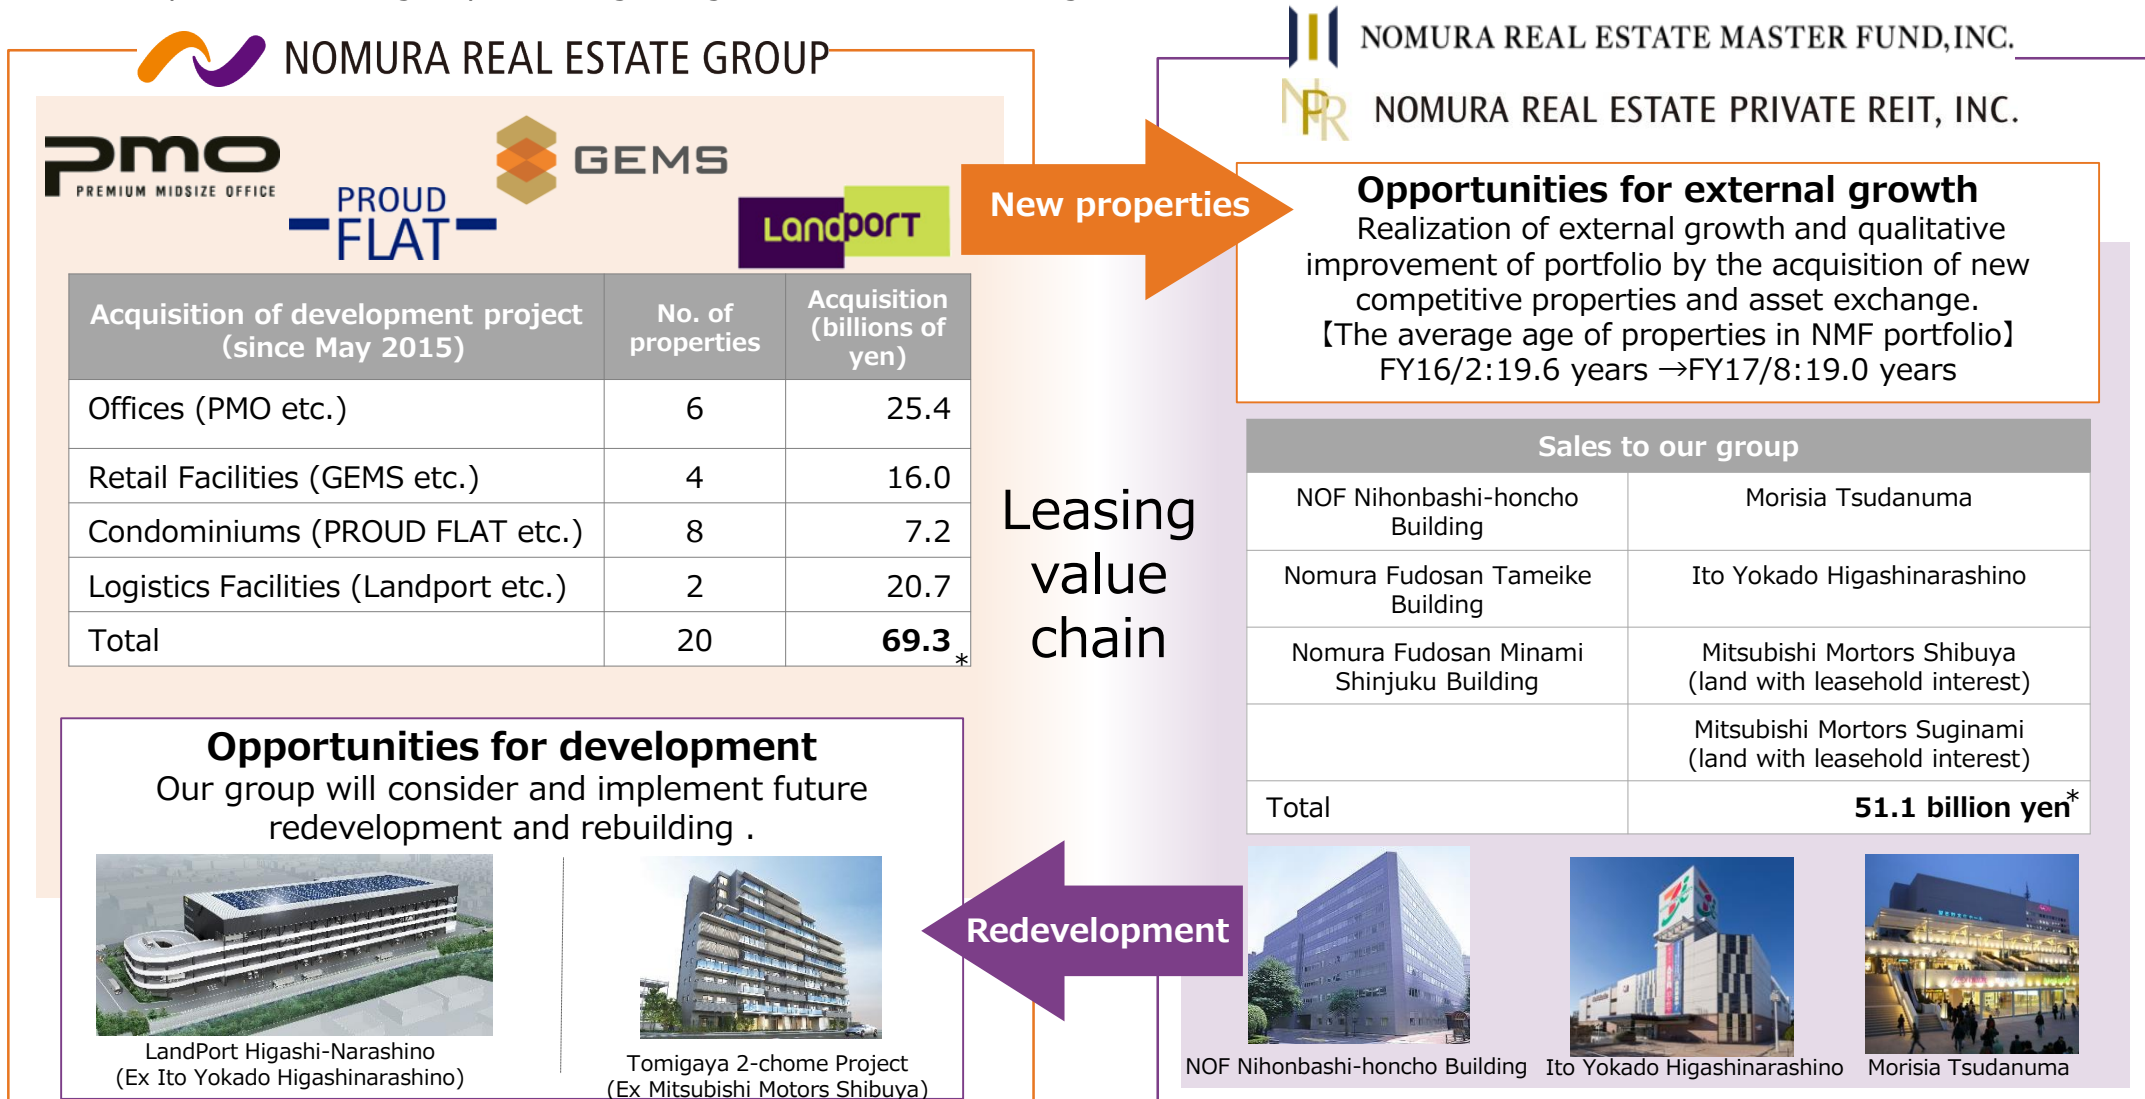 NOMURA REAL ESTATE GROUP
pmo
PREMIUM MIDSIZE OFFICE
PROUD
FLAT
GEMS
Landport
Acquisition of development project
(since May 2015)
No. of
properties
Acquisition
(billions of
yen)
Offices (PMO etc.)
6
25.4
Retail Facilities (GEMS etc.)
4
16.0
Condominiums (PROUD FLAT etc.)
8
7.2
Logistics Facilities (Landport etc.)
2
20.7
Total
20
69.3
*
Opportunities for development
Our group will consider and implement future
redevelopment and rebuilding .
LandPort Higashi-Narashino
(Ex Ito Yokado Higashinarashino)
Tomigaya 2-chome Project
(Ex Mitsubishi Motors Shibuya)
New properties
Leasing
value
chain
Redevelopment
NOMURA REAL ESTATE MASTER FUND,INC.
NPR
NOMURA REAL ESTATE PRIVATE REIT, INC.
Opportunities for external growth
Realization of external growth and qualitative
improvement of portfolio by the acquisition of new
competitive properties and asset exchange.
【The average age of properties in NMF portfolio】
FY16/2:19.6 years →FY17/8:19.0 years
Sales to our group
NOF Nihonbashi-honcho
Building
Morisia Tsudanuma
Nomura Fudosan Tameike
Building
Ito Yokado Higashinarashino
Nomura Fudosan Minami
Shinjuku Building
Mitsubishi Mortors Shibuya
(land with leasehold interest)
Mitsubishi Mortors Suginami
(land with leasehold interest)
Total
51.1 billion yen*
NOF Nihonbashi-honcho Building
Ito Yokado Higashinarashino
Morisia Tsudanuma